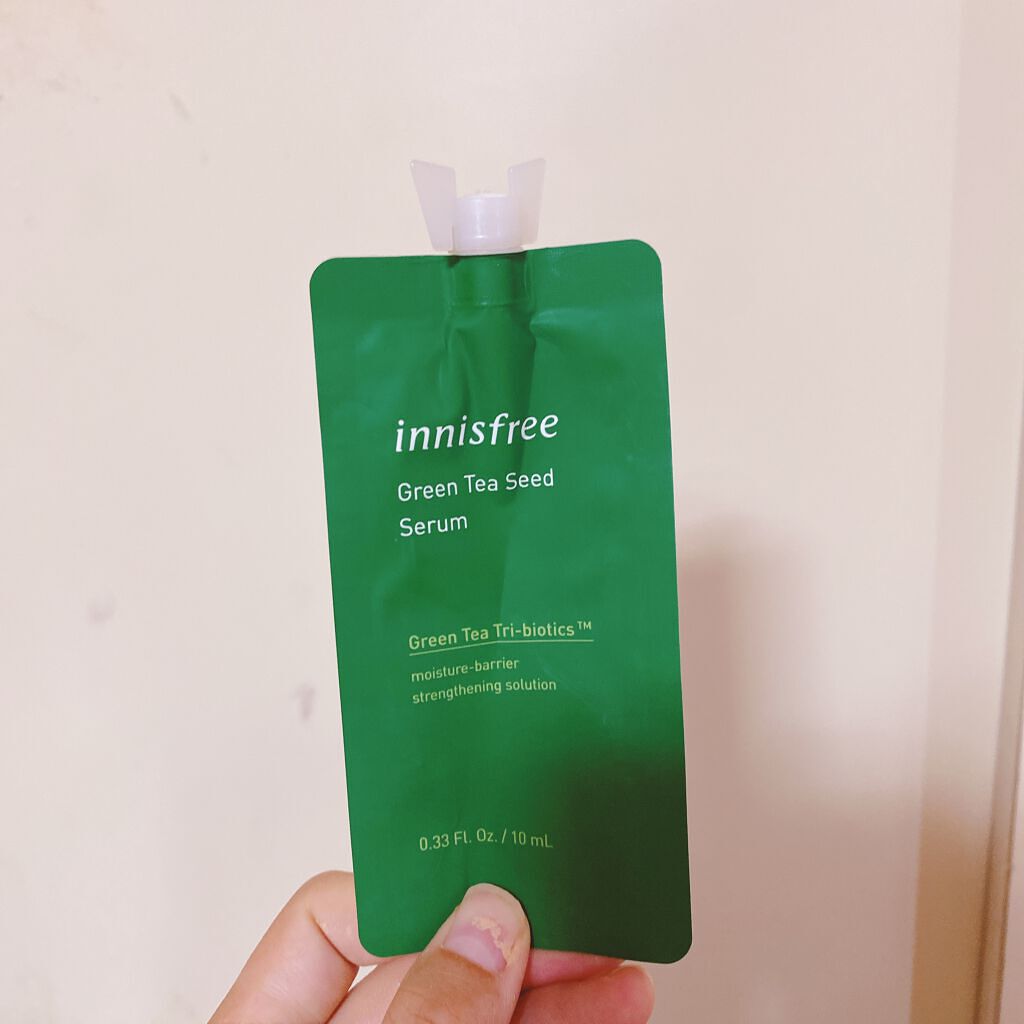 innisfree
Green Tea Seed
Serum
Green Tea Tri-biotics™
moisture-barrier
strengthening solution
0.33 Fl. Oz. / 10 mL